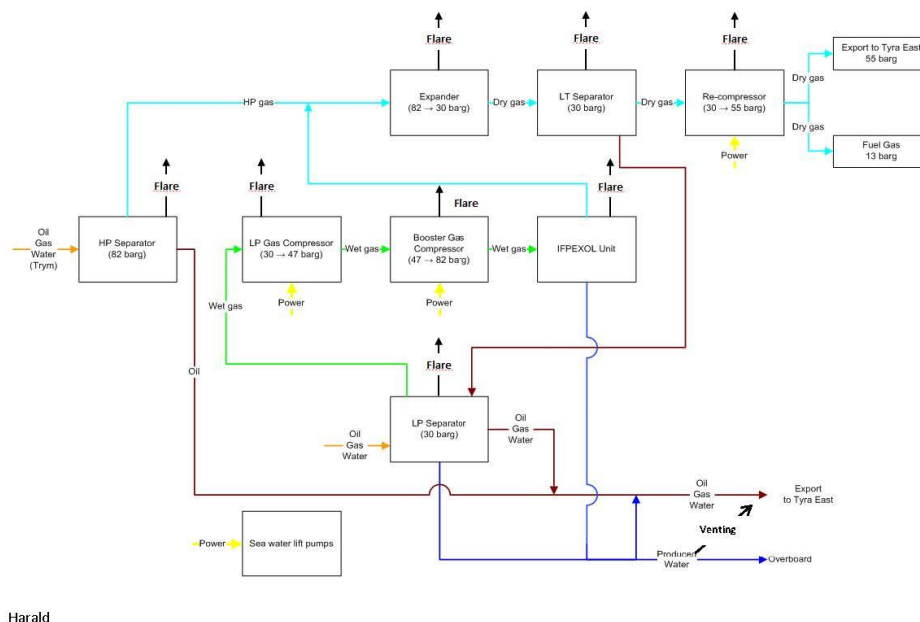 Flare
Flare
Flare
Export to Tyra East
55 barg
Dry gas
HP gas
Expander
(82 → 30 barg)
Dry gas
LT Separator
(30 barg)
Dry gas
Re-compressor
(30 → 55 barg)
Dry gas
Fuel Gas
13 barg
Power
Flare
Flare
Flare
Flare
Oil
Gas
Water
(Trym)
HP Separator
(82 barg)
LP Gas Compressor
(30 → 47 barg)
Wet gas
Booster Gas
Compressor
(47 → 82 barg)
Wet gas
IFPEXOL Unit
Wet gas
Power
Power
Flare
Oil
LP Separator
(30 barg)
Oil
Gas
Water
Oil
Gas
Water
Oil
Gas
Water
Export
to Tyra East
Venting
Power
Sea water lift pumps
Produced
Water
Overboard
Harald